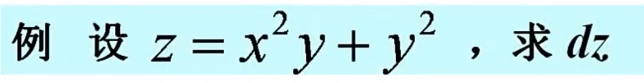 例 设 z = x²y + y² ，求 dz